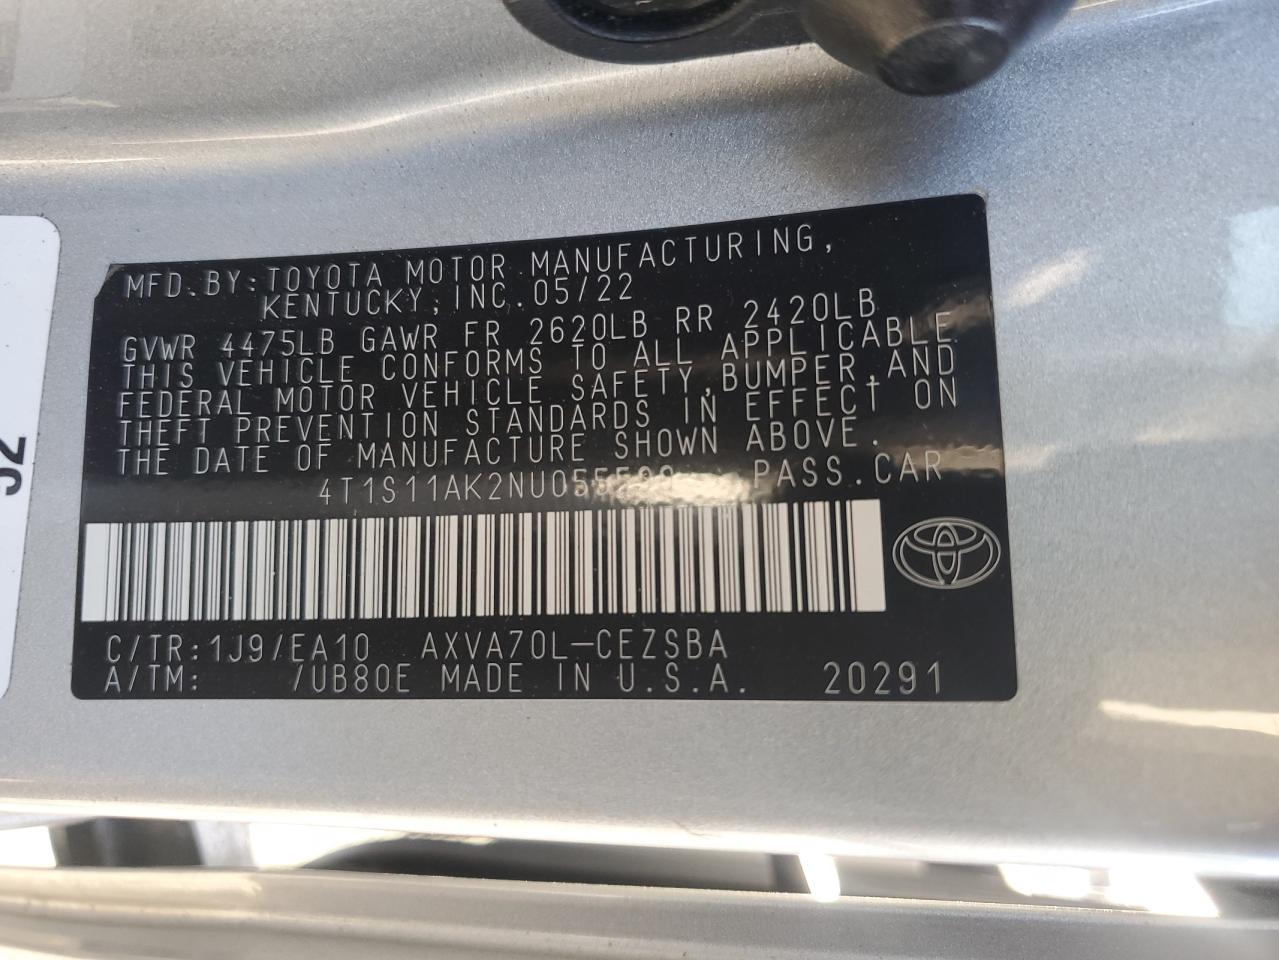 MFD.BY:TOYOTA MOTOR MANUFACTURING,
KENTUCKY,INC.05/22
GVWR 4475LB GAWR FR 2620LB RR 2420LB
THIS VEHICLE CONFORMS TO ALL APPLICABLE
FEDERAL MOTOR VEHICLE SAFETY,BUMPER,AND
THEFT PREVENTION STANDARDS IN EFFECT ON
THE DATE OF MANUFACTURE SHOWN ABOVE.
PASS.CAR
C/TR:1J9/EA10 AXVA70L-CEZSBA
A/TM: /UB80E MADE IN U.S.A. 20291